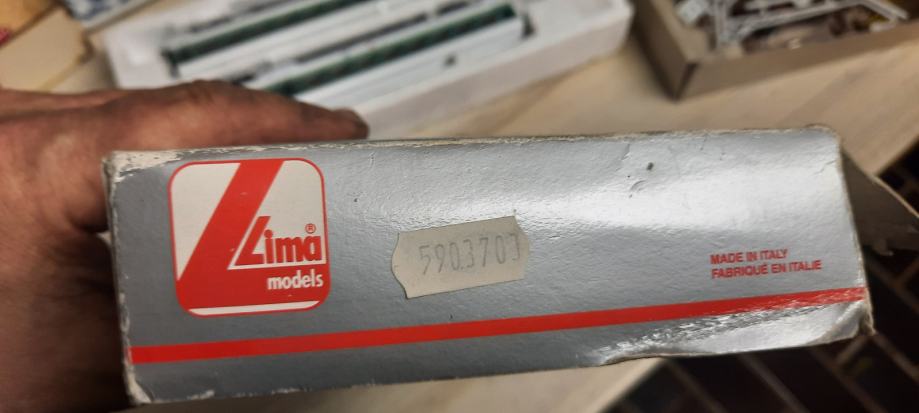 Lima®
models
5903703
MADE IN ITALY
FABRIQUÉ EN ITALIE